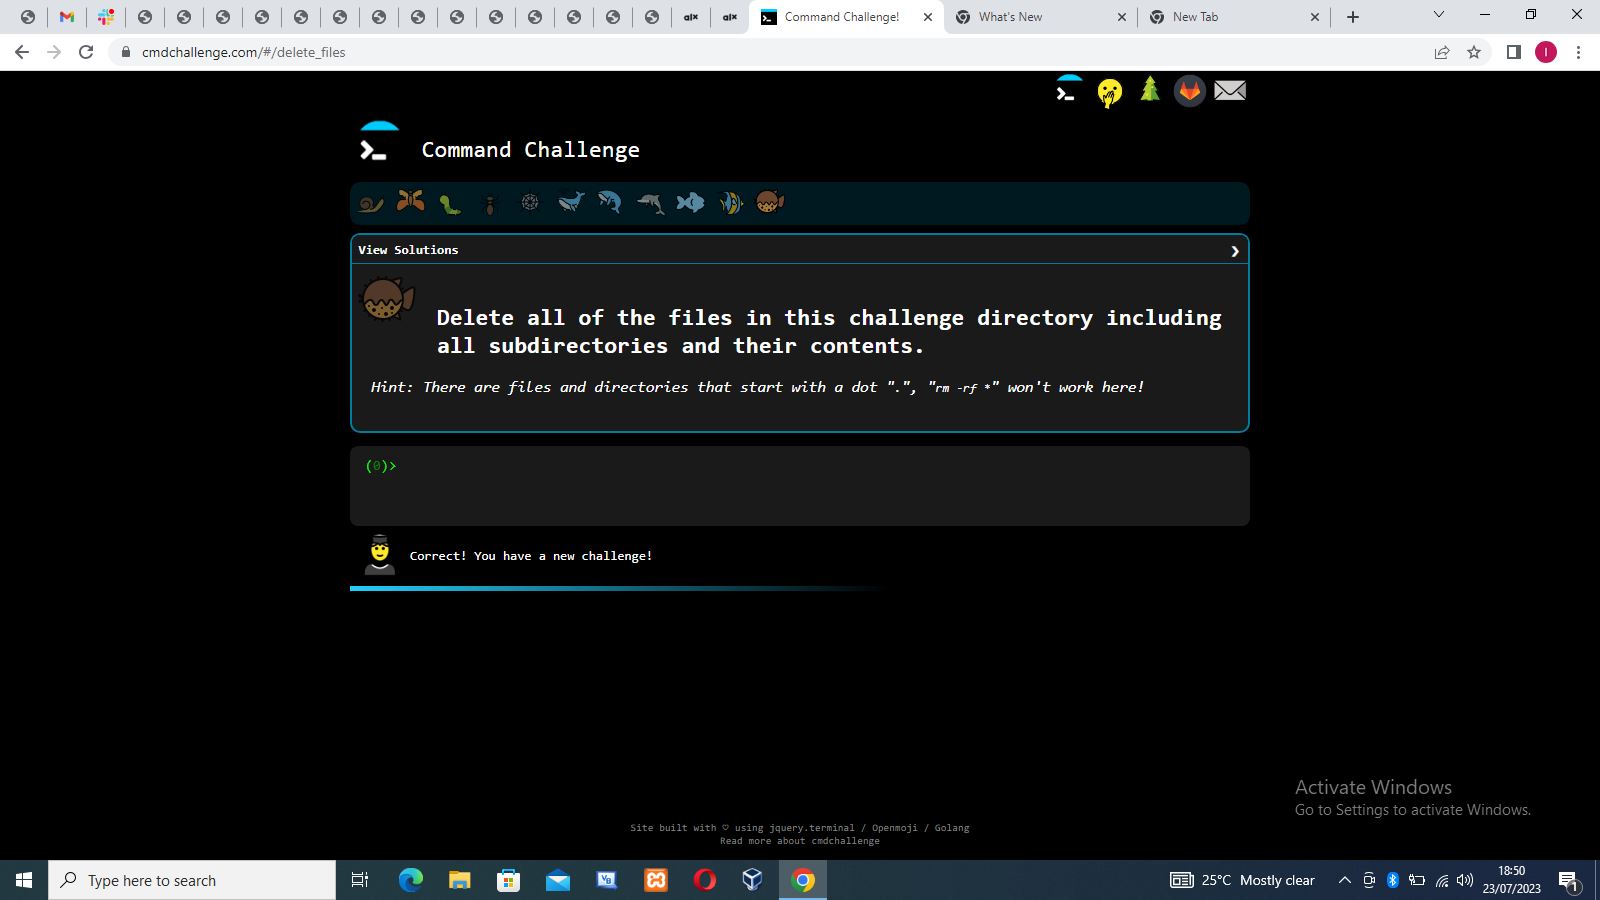 alx
alx
Command Challenge!
What's New
New Tab
cmdchallenge.com/#/delete_files
I
Command Challenge
View Solutions
Delete all of the files in this challenge directory including
all subdirectories and their contents.
Hint: There are files and directories that start with a dot ".", "rm -rf *" won't work here!
(0)>
Correct! You have a new challenge!
Activate Windows
Go to Settings to activate Windows.
Site built with ♡ using jquery.terminal / Openmoji / Golang
Read more about cmdchallenge
Type here to search
25°C Mostly clear
18:50
23/07/2023
1